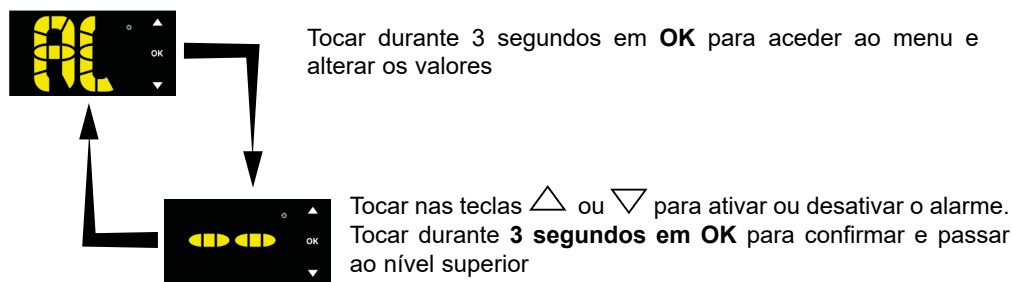 AL
OK
Tocar durante 3 segundos em OK para aceder ao menu e
alterar os valores
--
OK
Tocar nas teclas △ ou ▽ para ativar ou desativar o alarme.
Tocar durante 3 segundos em OK para confirmar e passar
ao nível superior